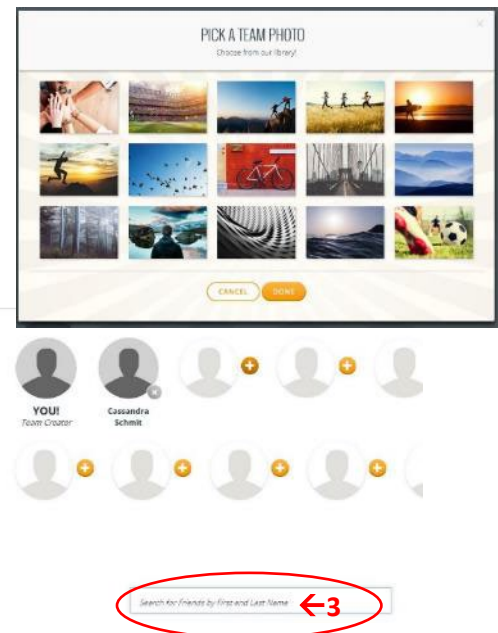 PICK A TEAM PHOTO
Choose from our library!
CANCEL DONE
YOU!
Team Creator
Cassandra
Schmit
Search for friends by First and Last Name ←3